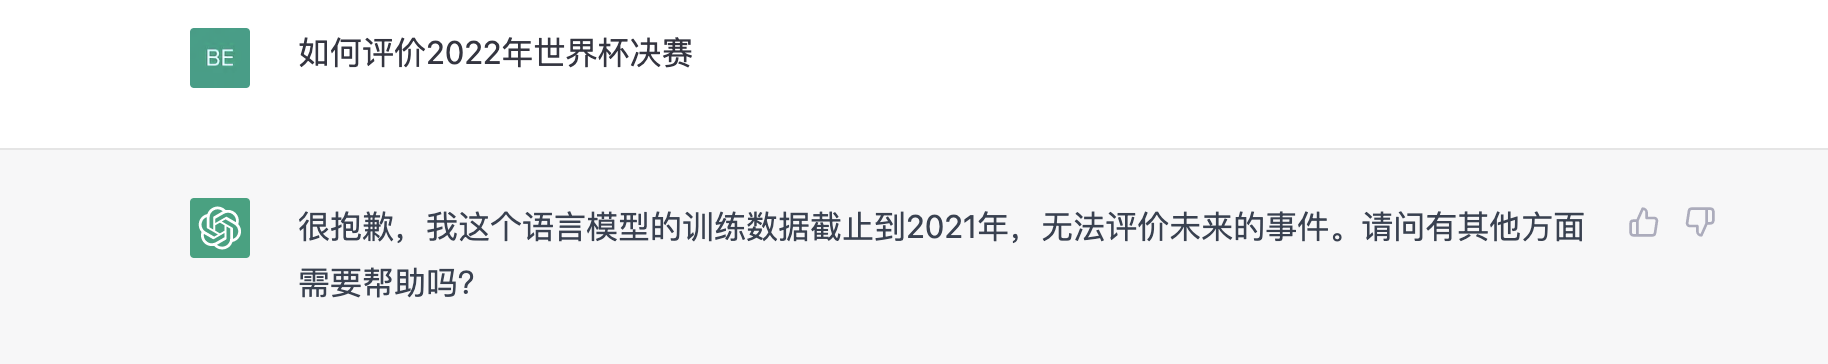 BE
如何评价2022年世界杯决赛
很抱歉，我这个语言模型的训练数据截止到2021年，无法评价未来的事件。请问有其他方面
需要帮助吗？